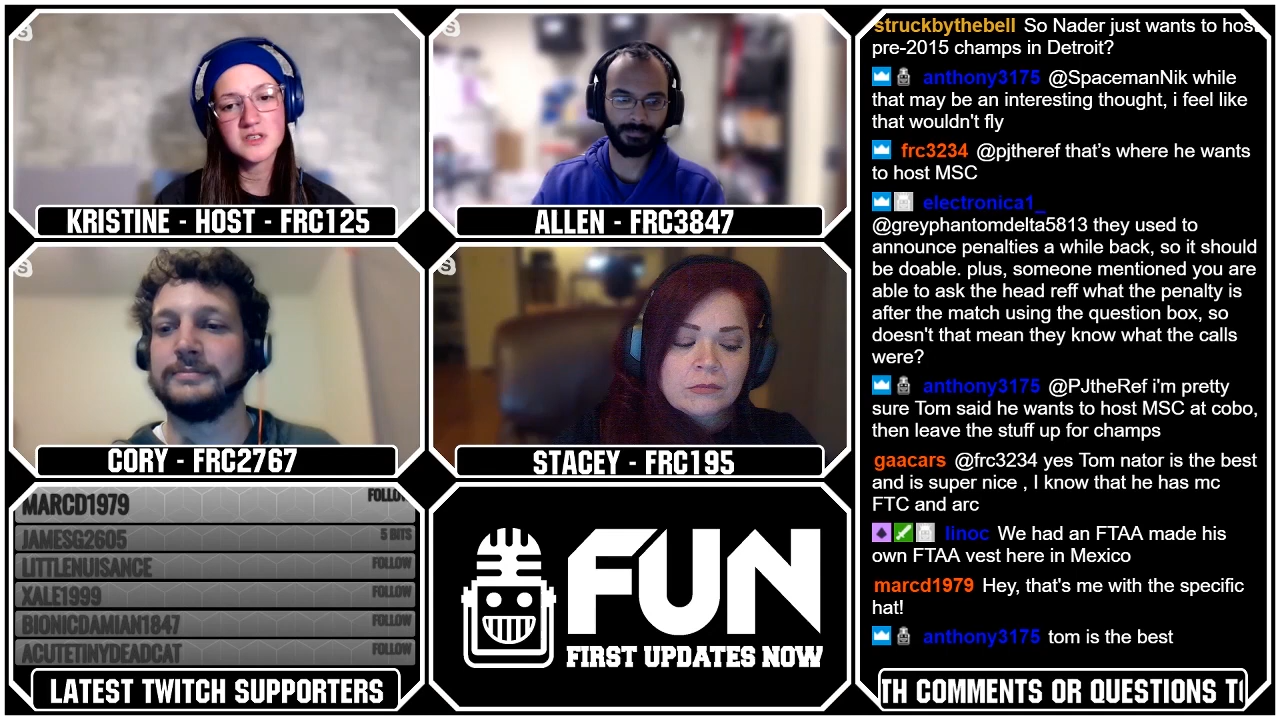 KRISTINE - HOST - FRC125
ALLEN - FRC3847
CORY - FRC2767
STACEY - FRC195
MARCD1979 FOLLOW
JAMESG2605 5 BITS
LITTLENUISANCE FOLLOW
XALE1999 FOLLOW
BIONICDAMIAN1847 FOLLOW
ACUTETINYDEADCAT FOLLOW
LATEST TWITCH SUPPORTERS
FUN
FIRST UPDATES NOW
struckbythebell So Nader just wants to host
pre-2015 champs in Detroit?
anthony3175 @SpacemanNik while
that may be an interesting thought, i feel like
that wouldn't fly
frc3234 @pjtheref that's where he wants
to host MSC
electronica1_
@greyphantomdelta5813 they used to
announce penalties a while back, so it should
be doable. plus, someone mentioned you are
able to ask the head reff what the penalty is
after the match using the question box, so
doesn't that mean they know what the calls
were?
anthony3175 @PJtheRef i'm pretty
sure Tom said he wants to host MSC at cobo,
then leave the stuff up for champs
gaacars @frc3234 yes Tom nator is the best
and is super nice , I know that he has mc
FTC and arc
linoc We had an FTAA made his
own FTAA vest here in Mexico
marcd1979 Hey, that's me with the specific
hat!
anthony3175 tom is the best
TH COMMENTS OR QUESTIONS TO